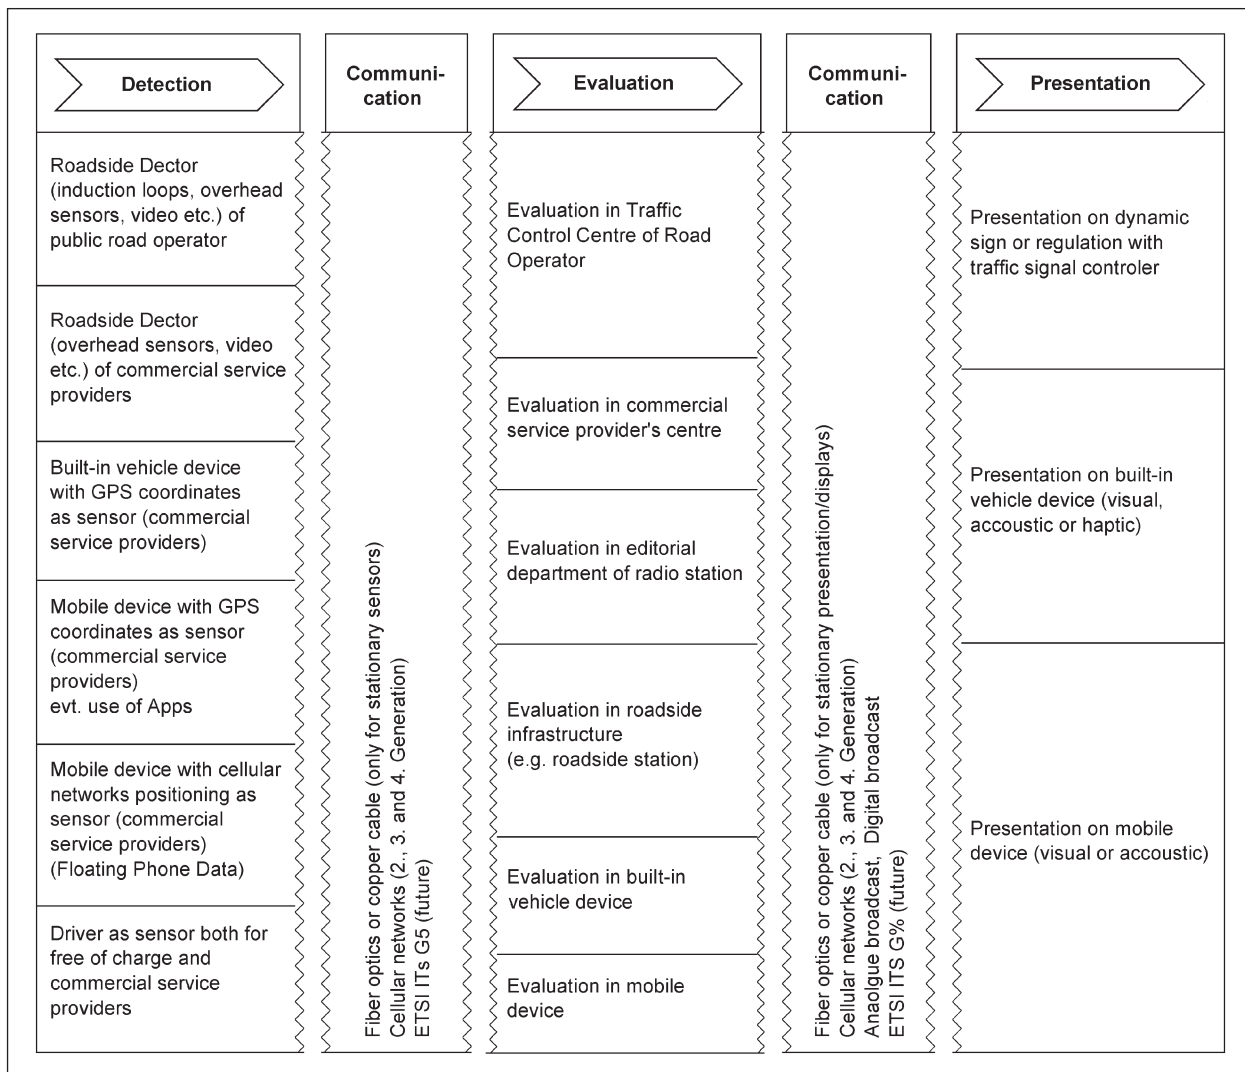 Detection
Roadside Dector
(induction loops, overhead
sensors, video etc.) of
public road operator
Roadside Dector
(overhead sensors, video
etc.) of commercial service
providers
Built-in vehicle device
with GPS coordinates
as sensor (commercial
service providers)
Mobile device with GPS
coordinates as sensor
(commercial service
providers)
evt. use of Apps
Mobile device with cellular
networks positioning as
sensor (commercial
service providers)
(Floating Phone Data)
Driver as sensor both for
free of charge and
commercial service
providers
Communi-
cation
Fiber optics or copper cable (only for stationary sensors)
Cellular networks (2., 3. and 4. Generation)
ETSI ITs G5 (future)
Evaluation
Evaluation in Traffic
Control Centre of Road
Operator
Evaluation in commercial
service provider's centre
Evaluation in editorial
department of radio station
Evaluation in roadside
infrastructure
(e.g. roadside station)
Evaluation in built-in
vehicle device
Evaluation in mobile
device
Communi-
cation
Fiber optics or copper cable (only for stationary presentation/displays)
Cellular networks (2., 3. and 4. Generation)
Anaolgue broadcast, Digital broadcast
ETSI ITS G% (future)
Presentation
Presentation on dynamic
sign or regulation with
traffic signal controler
Presentation on built-in
vehicle device (visual,
accoustic or haptic)
Presentation on mobile
device (visual or accoustic)